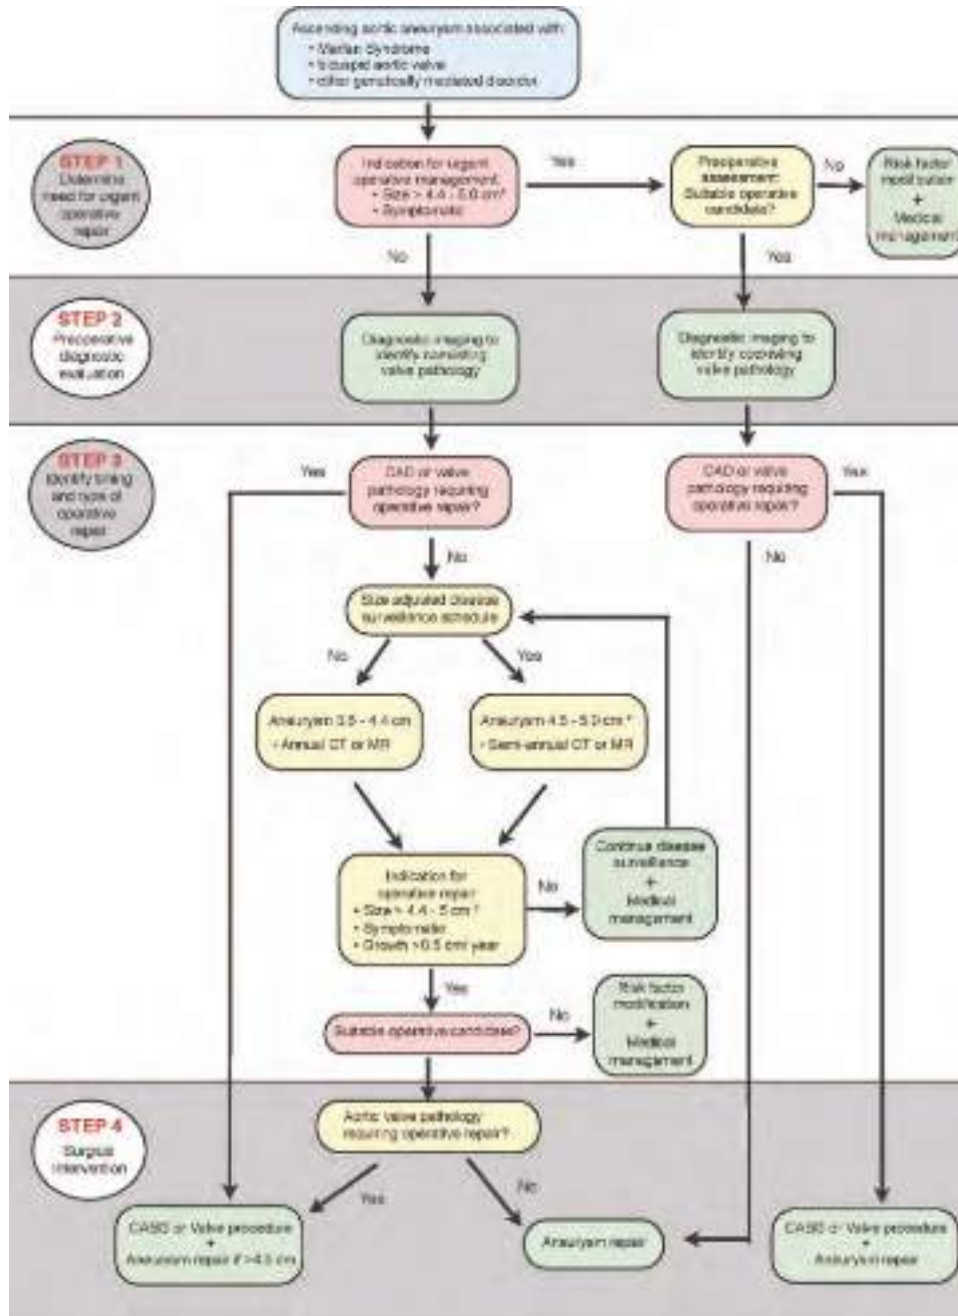 Ascending aortic aneurysm associated with:
• Marfan Syndrome
• bicuspid aortic valve
• other genetically mediated disorder
STEP 1
Determine
need for urgent
operative
repair
Indication for urgent
operative management
• Size > 4.4 - 5.0 cm*
• Symptomatic
Yes
Preoperative
assessment:
Suitable operative
candidate?
No
Risk factor
modification
+
Medical
management
No
Yes
STEP 2
Preoperative
diagnostic
evaluation
Diagnostic imaging to
identify coexisting
valve pathology
Diagnostic imaging to
identify coexisting
valve pathology
STEP 3
Identify timing
and type of
operative
repair
Yes
CAD or valve
pathology requiring
operative repair?
CAD or valve
pathology requiring
operative repair?
Yes
No
No
Size adjusted disease
surveillance schedule
No
Yes
Aneurysm 3.5 - 4.4 cm
• Annual CT or MR
Aneurysm 4.5 - 5.0 cm *
• Semi-annual CT or MR
Indication for
operative repair
• Size > 4.4 - 5 cm
• Symptomatic
• Growth >0.5 cm/ year
No
Continue disease
surveillance
+
Medical
management
Yes
Suitable operative candidate?
No
Risk factor
modification
+
Medical
management
STEP 4
Surgical
intervention
Aortic valve pathology
requiring operative repair?
Yes
No
CABG or Valve procedure
+
Aneurysm repair if >4.5 cm
Aneurysm repair
CABG or Valve procedure
+
Aneurysm repair